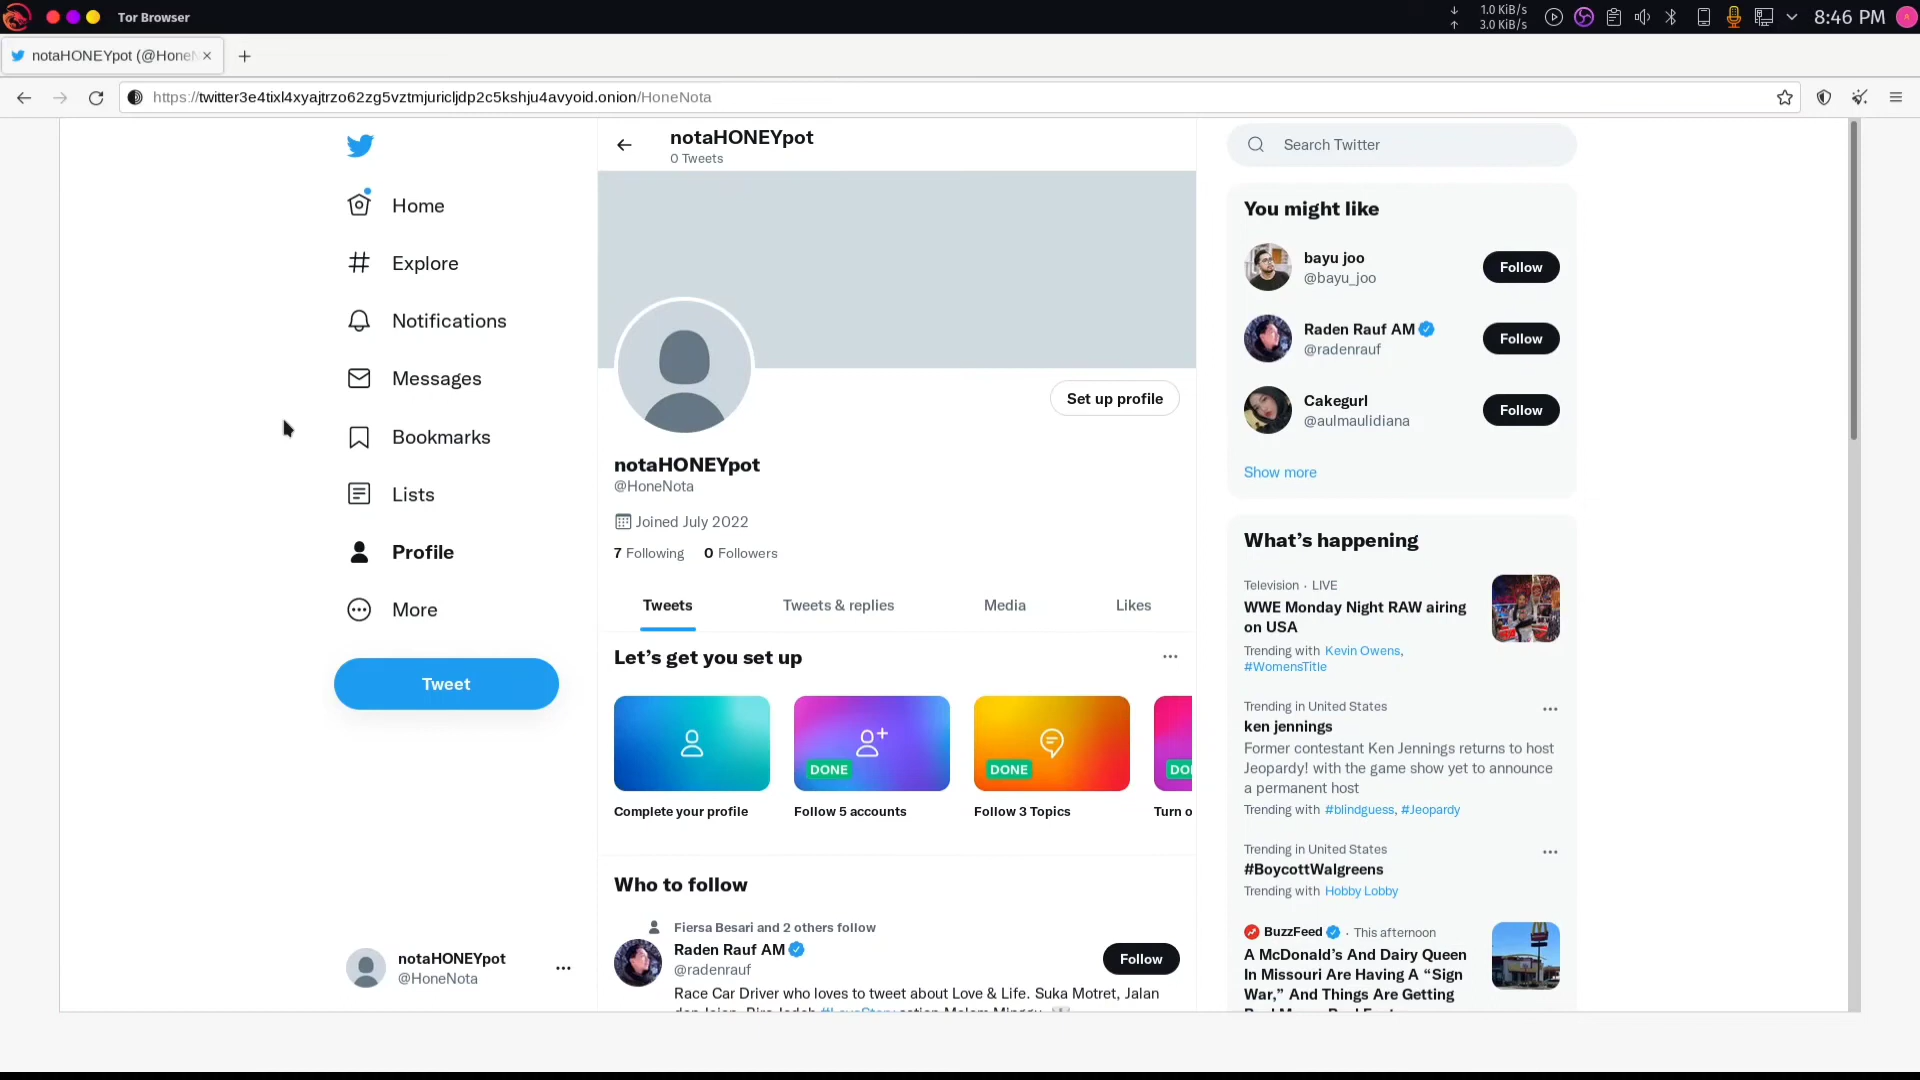 Tor Browser
1.0 KiB/s
3.0 KiB/s
8:46 PM
notaHONEYpot (@HoneN
https://twitter3e4tixl4xyajtrzo62zg5vztmjuricljdp2c5kshju4avyoid.onion/HoneNota
Home
Explore
Notifications
Messages
Bookmarks
Lists
Profile
More
Tweet
notaHONEYpot
@HoneNota
notaHONEYpot
0 Tweets
Set up profile
notaHONEYpot
@HoneNota
Joined July 2022
7 Following 0 Followers
Tweets Tweets & replies Media Likes
Let's get you set up
DONE DONE DO
Complete your profile Follow 5 accounts Follow 3 Topics Turn o
Who to follow
Fiersa Besari and 2 others follow
Raden Rauf AM
@radenrauf
Follow
Race Car Driver who loves to tweet about Love & Life. Suka Motret, Jalan
Search Twitter
You might like
bayu joo
@bayu_joo
Follow
Raden Rauf AM
@radenrauf
Follow
Cakegurl
@aulmaulidiana
Follow
Show more
What's happening
Television · LIVE
WWE Monday Night RAW airing
on USA
Trending with Kevin Owens,
#WomensTitle
Trending in United States
ken jennings
Former contestant Ken Jennings returns to host
Jeopardy! with the game show yet to announce
a permanent host
Trending with #blindguess, #Jeopardy
Trending in United States
#BoycottWalgreens
Trending with Hobby Lobby
BuzzFeed · This afternoon
A McDonald's And Dairy Queen
In Missouri Are Having A “Sign
War,” And Things Are Getting